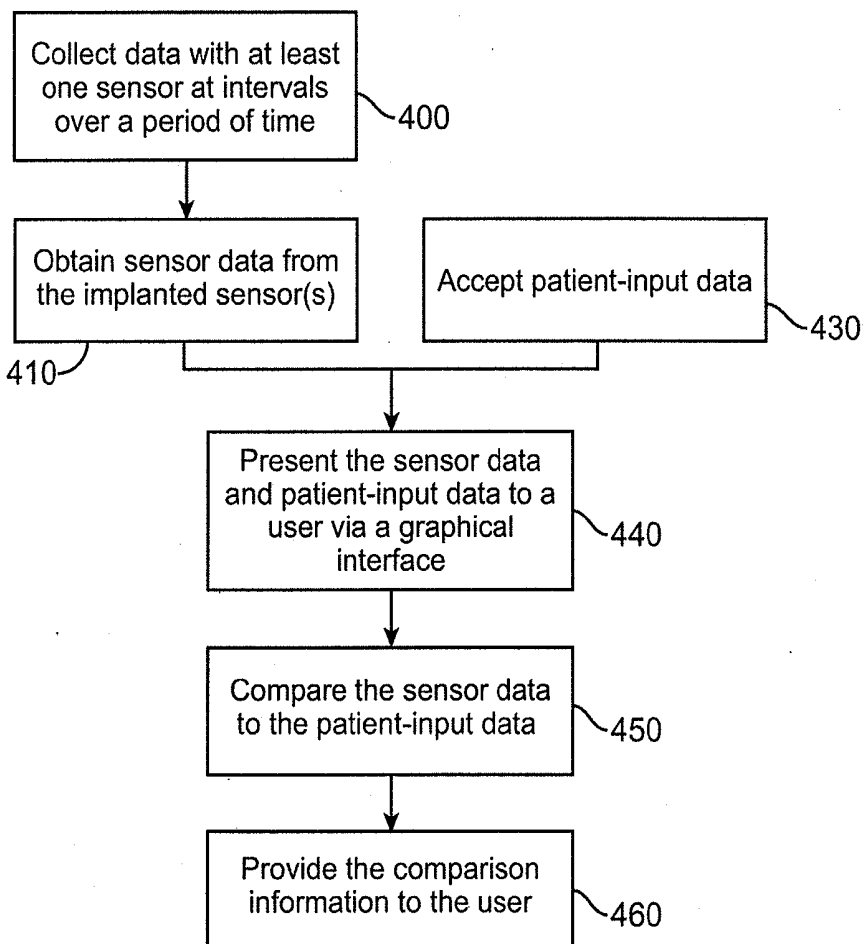 Collect data with at least
one sensor at intervals
over a period of time
400
Obtain sensor data from
the implanted sensor(s)
410
Accept patient-input data
430
Present the sensor data
and patient-input data to a
user via a graphical
interface
440
Compare the sensor data
to the patient-input data
450
Provide the comparison
information to the user
460